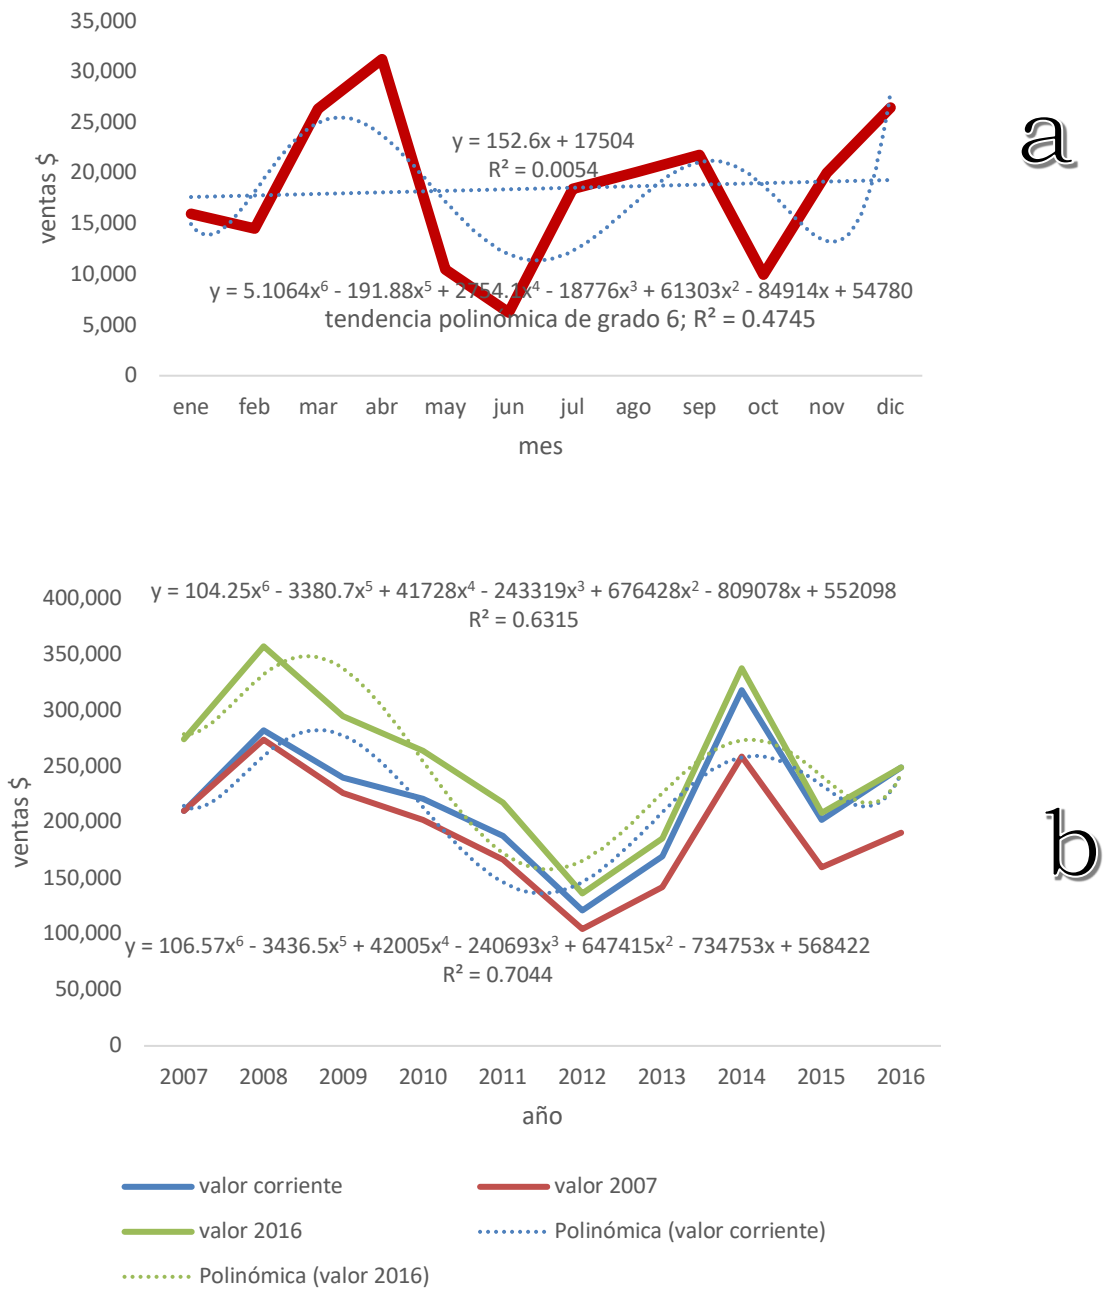 35,000
30,000
25,000
20,000
15,000
10,000
5,000
0
ventas $
y = 152.6x + 17504
R² = 0.0054
y = 5.1064x⁶ - 191.88x⁵ + 2754.1x⁴ - 18776x³ + 61303x² - 84914x + 54780
tendencia polinómica de grado 6; R² = 0.4745
ene feb mar abr may jun jul ago sep oct nov dic
mes
a
y = 104.25x⁶ - 3380.7x⁵ + 41728x⁴ - 243319x³ + 676428x² - 809078x + 552098
R² = 0.6315
400,000
350,000
300,000
250,000
200,000
150,000
100,000
50,000
0
ventas $
y = 106.57x⁶ - 3436.5x⁵ + 42005x⁴ - 240693x³ + 647415x² - 734753x + 568422
R² = 0.7044
2007 2008 2009 2010 2011 2012 2013 2014 2015 2016
año
b
valor corriente
valor 2007
valor 2016
Polinómica (valor corriente)
Polinómica (valor 2016)